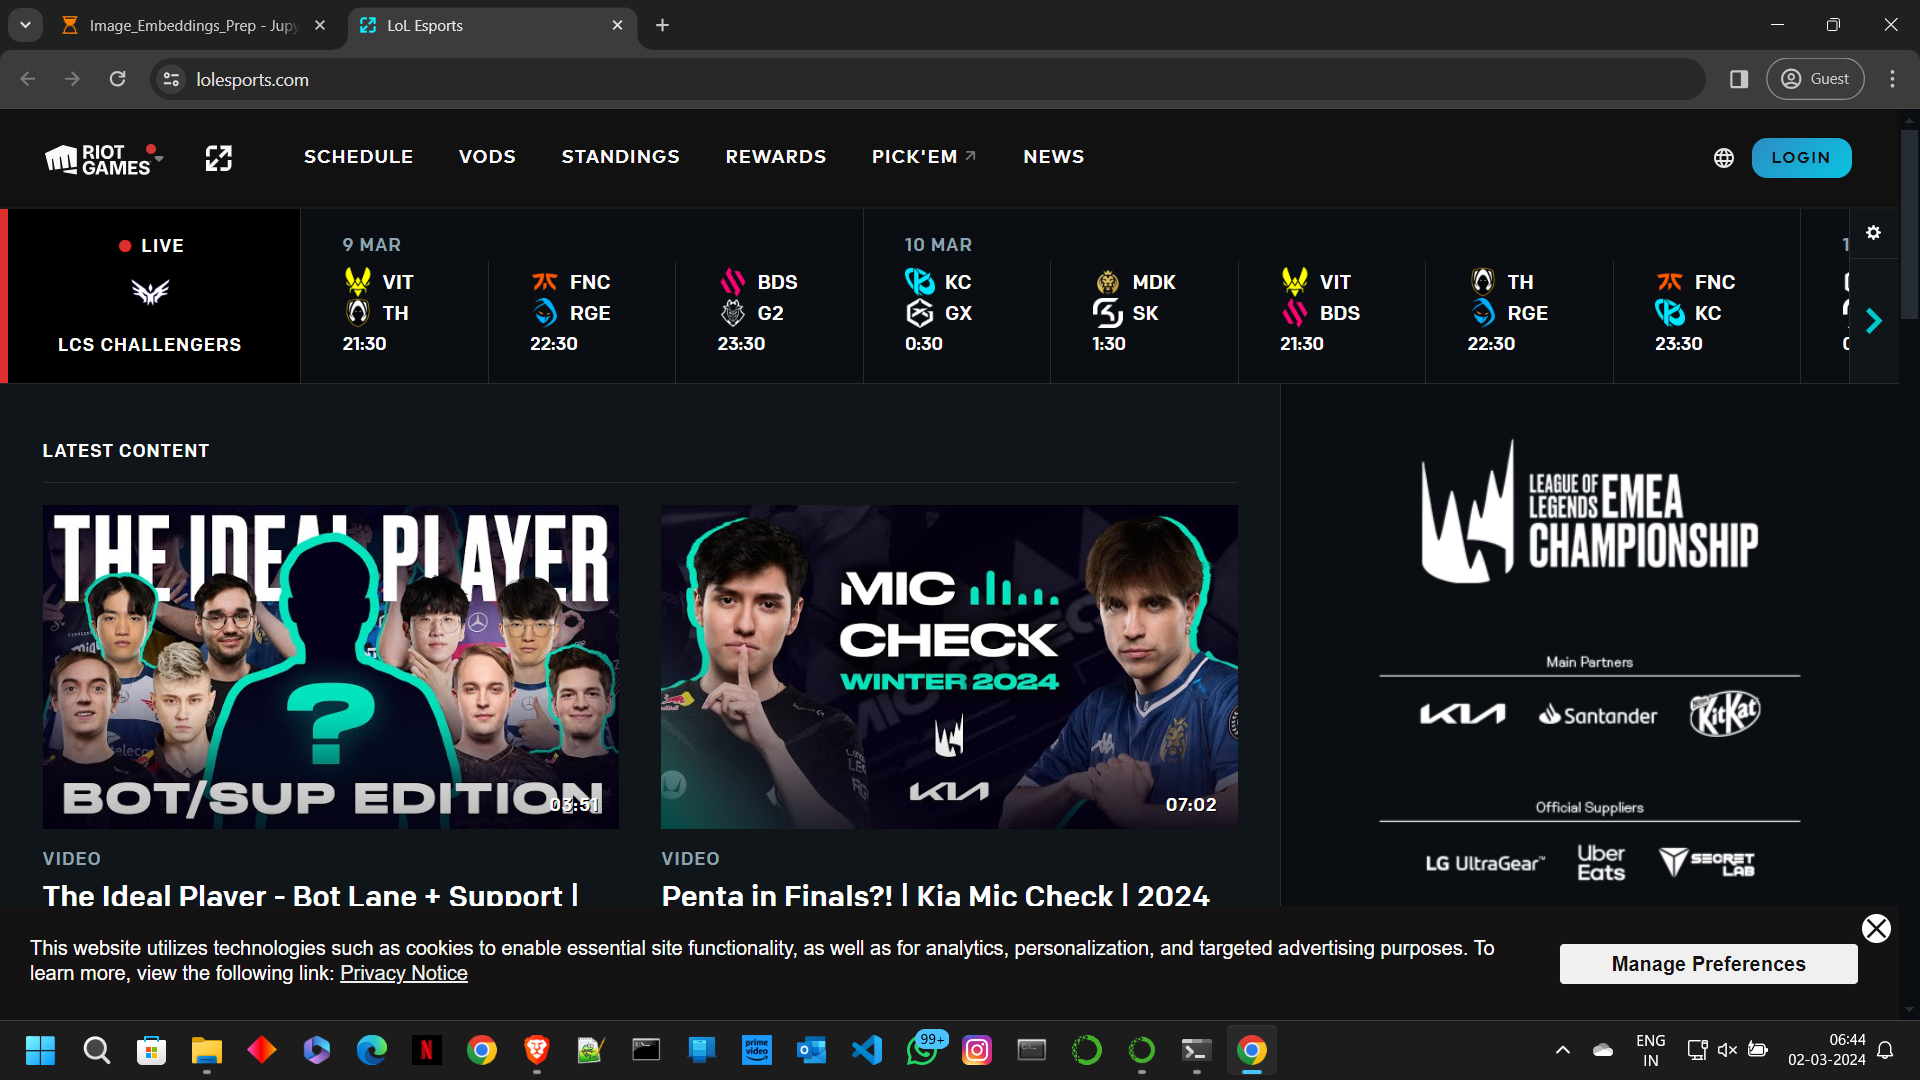 Image_Embeddings_Prep - Jupy
LoL Esports
lolesports.com
Guest
RIOT
GAMES
SCHEDULE
VODS
STANDINGS
REWARDS
PICK'EM
NEWS
LOGIN
LIVE
LCS CHALLENGERS
9 MAR
VIT
TH
21:30
FNC
RGE
22:30
BDS
G2
23:30
10 MAR
KC
GX
0:30
MDK
SK
1:30
VIT
BDS
21:30
TH
RGE
22:30
FNC
KC
23:30
LATEST CONTENT
THE IDEAL PLAYER
?
BOT/SUP EDITION
03:51
MIC
CHECK
WINTER 2024
KIA
07:02
VIDEO
The Ideal Player - Bot Lane + Support |
VIDEO
Penta in Finals?! | Kia Mic Check | 2024
LEAGUE OF
LEGENDS EMEA
CHAMPIONSHIP
Main Partners
KIA
Santander
KitKat
Official Suppliers
LG UltraGear™
Uber
Eats
SECRET
LAB
This website utilizes technologies such as cookies to enable essential site functionality, as well as for analytics, personalization, and targeted advertising purposes. To
learn more, view the following link: Privacy Notice
Manage Preferences
prime
video
99+
ENG
IN
06:44
02-03-2024